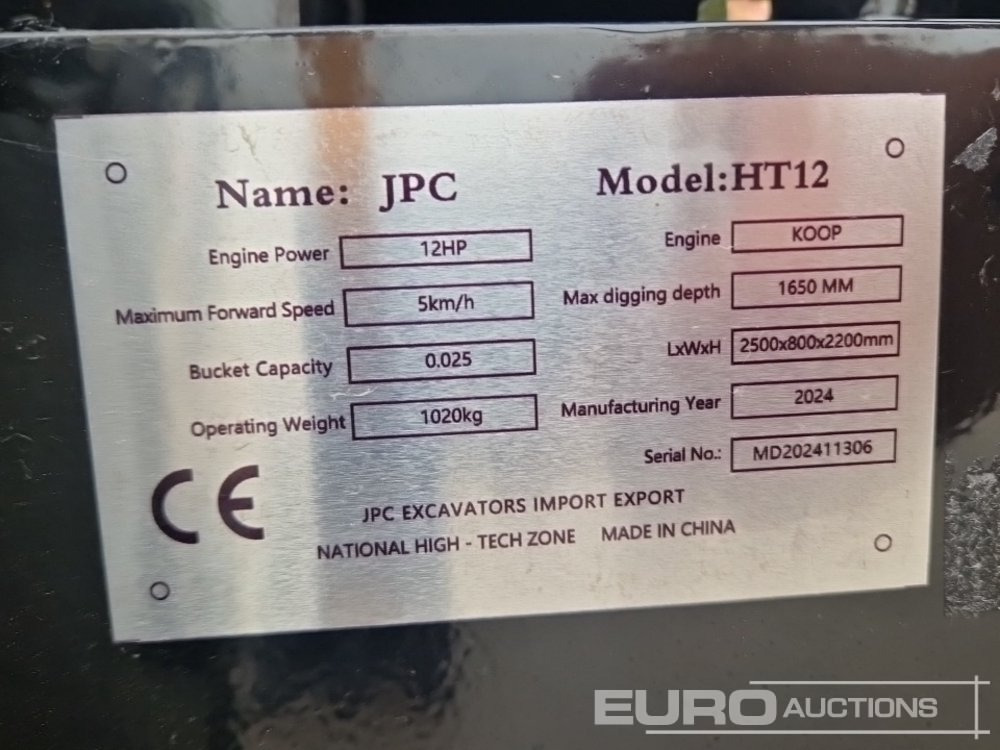 Name: JPC Model:HT12
Engine Power 12HP Engine KOOP
Maximum Forward Speed 5km/h Max digging depth 1650 MM
Bucket Capacity 0.025 LxWxH 2500x800x2200mm
Operating Weight 1020kg Manufacturing Year 2024
Serial No.: MD202411306
CE
JPC EXCAVATORS IMPORT EXPORT
NATIONAL HIGH - TECH ZONE MADE IN CHINA
EURO AUCTIONS